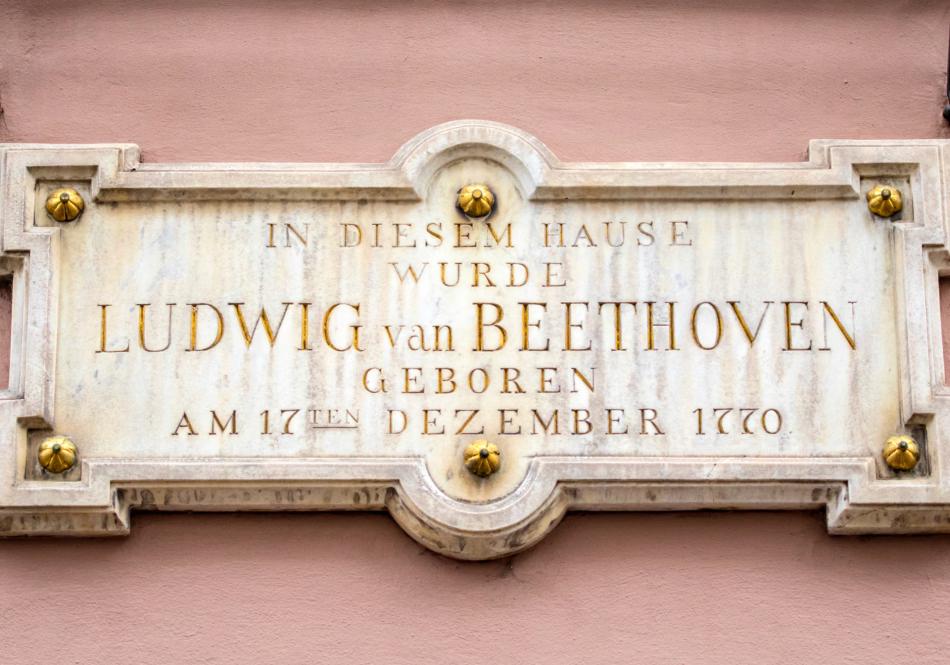 IN DIESEM HAUSE
WURDE
LUDWIG van BEETHOVEN
GEBOREN
AM 17TEN DEZEMBER 1770.